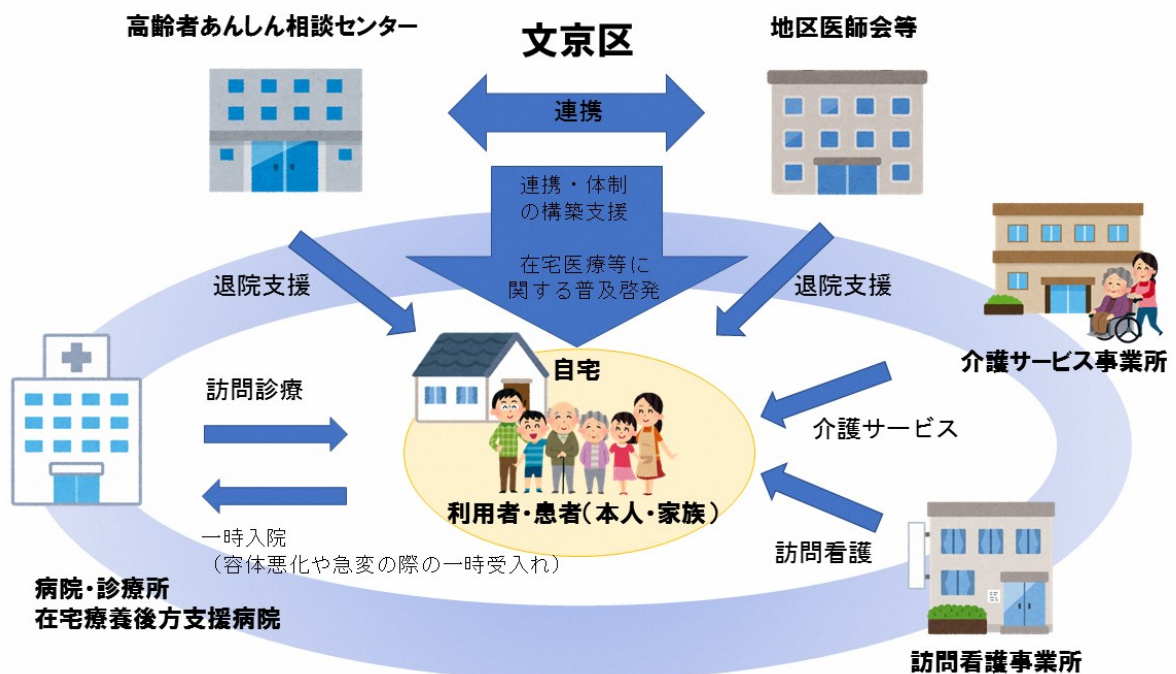 高齢者あんしん相談センター
文京区
地区医師会等
連携
連携・体制
の構築支援
在宅医療等に
関する普及啓発
退院支援
退院支援
介護サービス事業所
自宅
訪問診療
介護サービス
利用者・患者(本人・家族)
一時入院
(容体悪化や急変の際の一時受入れ)
訪問看護
病院・診療所
在宅療養後方支援病院
訪問看護事業所